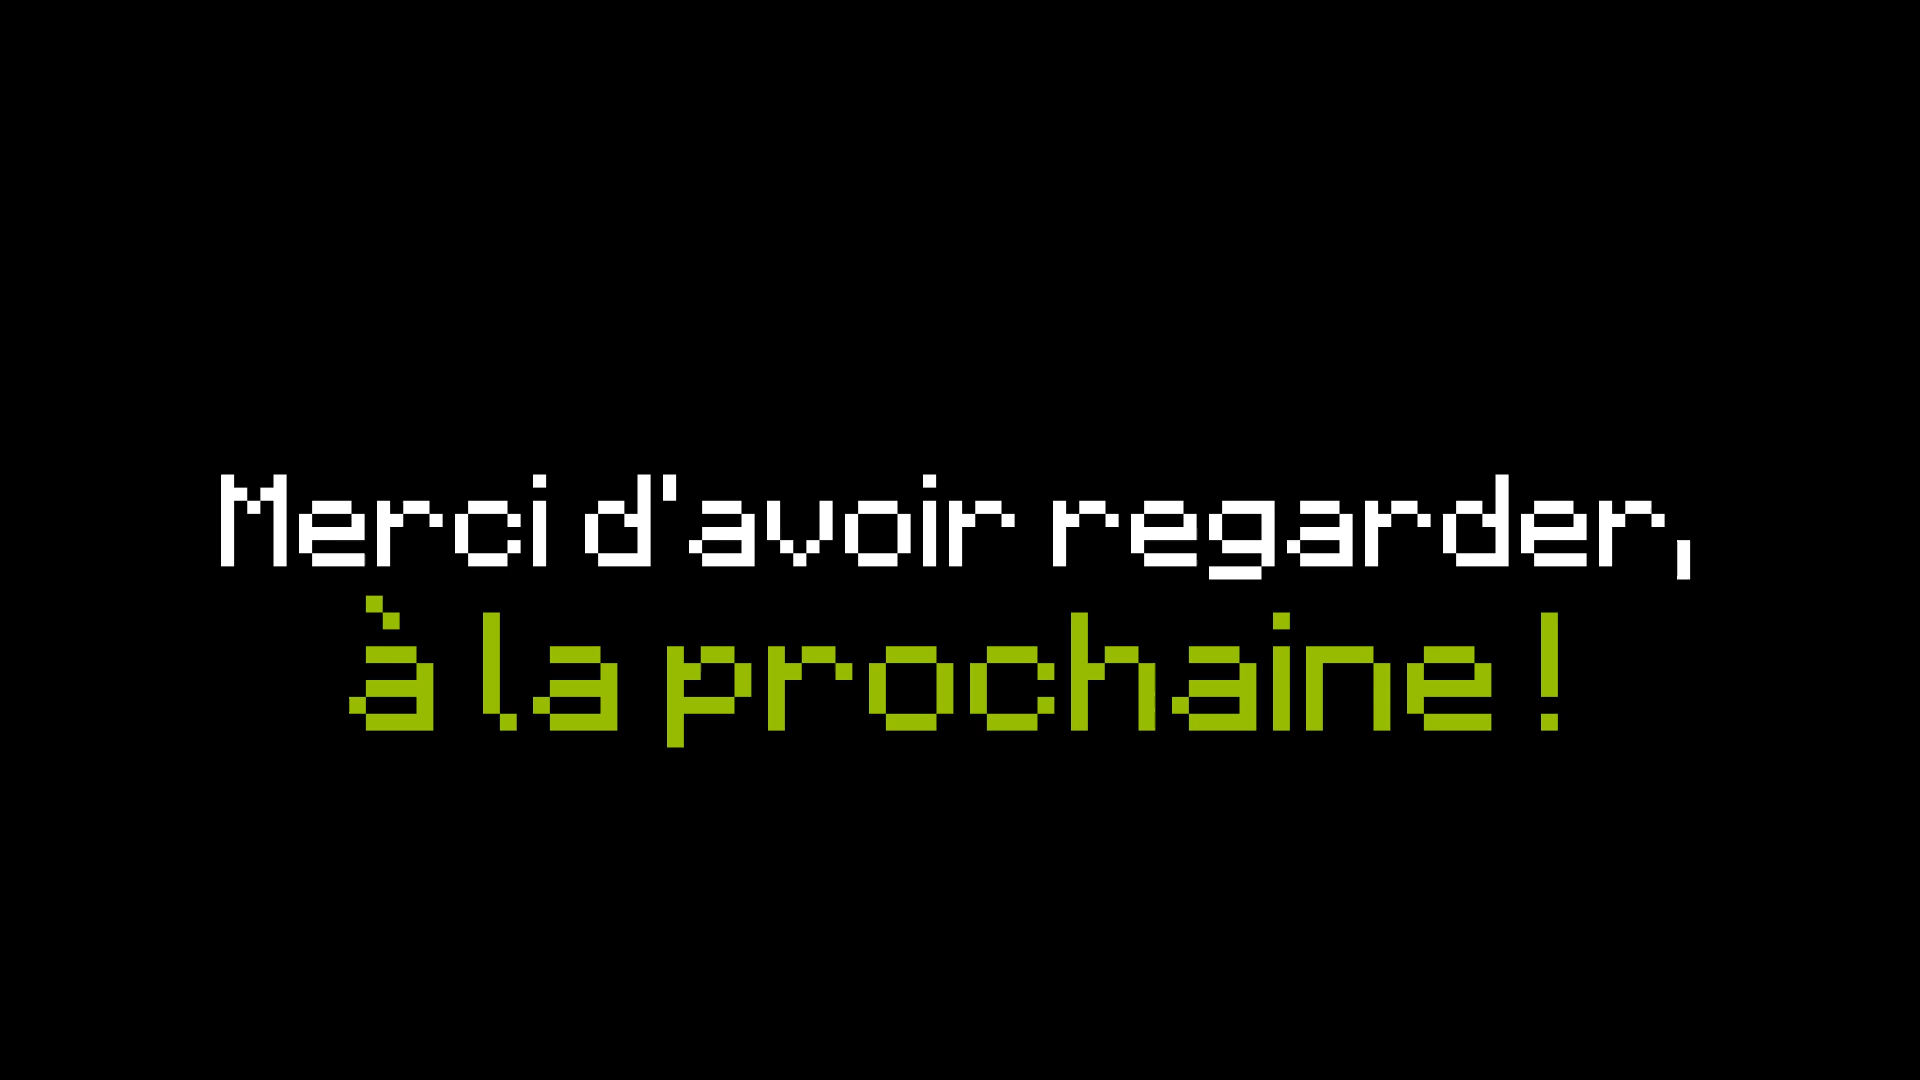 Merci d'avoir regarder,
à la prochaine !